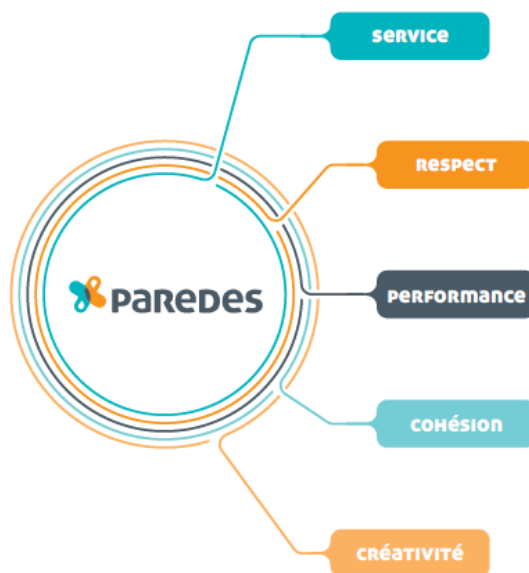 SERVICE
RESPECT
PAREDES
PERFORMANCE
COHÉSION
CRÉATIVITÉ